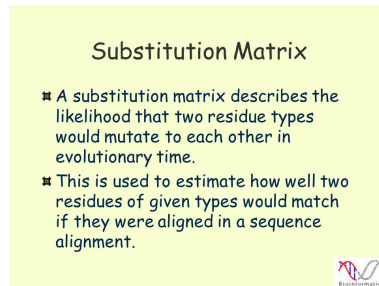 Substitution Matrix
A substitution matrix describes the
likelihood that two residue types
would mutate to each other in
evolutionary time.
This is used to estimate how well two
residues of given types would match
if they were aligned in a sequence
alignment.
Bioinformati